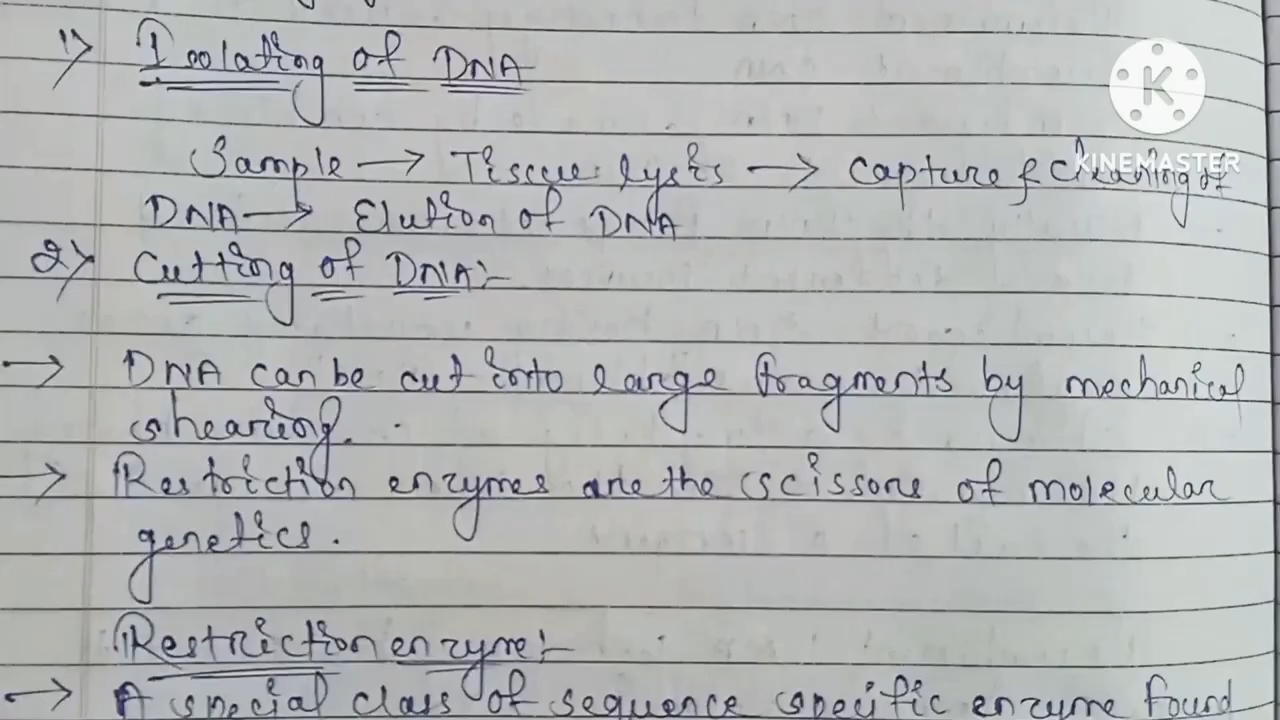 1) Isolating of DNA
K
KINEMASTER
Sample → Tissue lysis → Capture & Cleaning of
DNA → Elution of DNA
2) Cutting of DNA:-
→ DNA can be cut into large fragments by mechanical
shearing.
→ Restriction enzymes are the scissors of molecular
genetics.
Restriction enzyme:-
→ A special class of sequence specific enzyme found